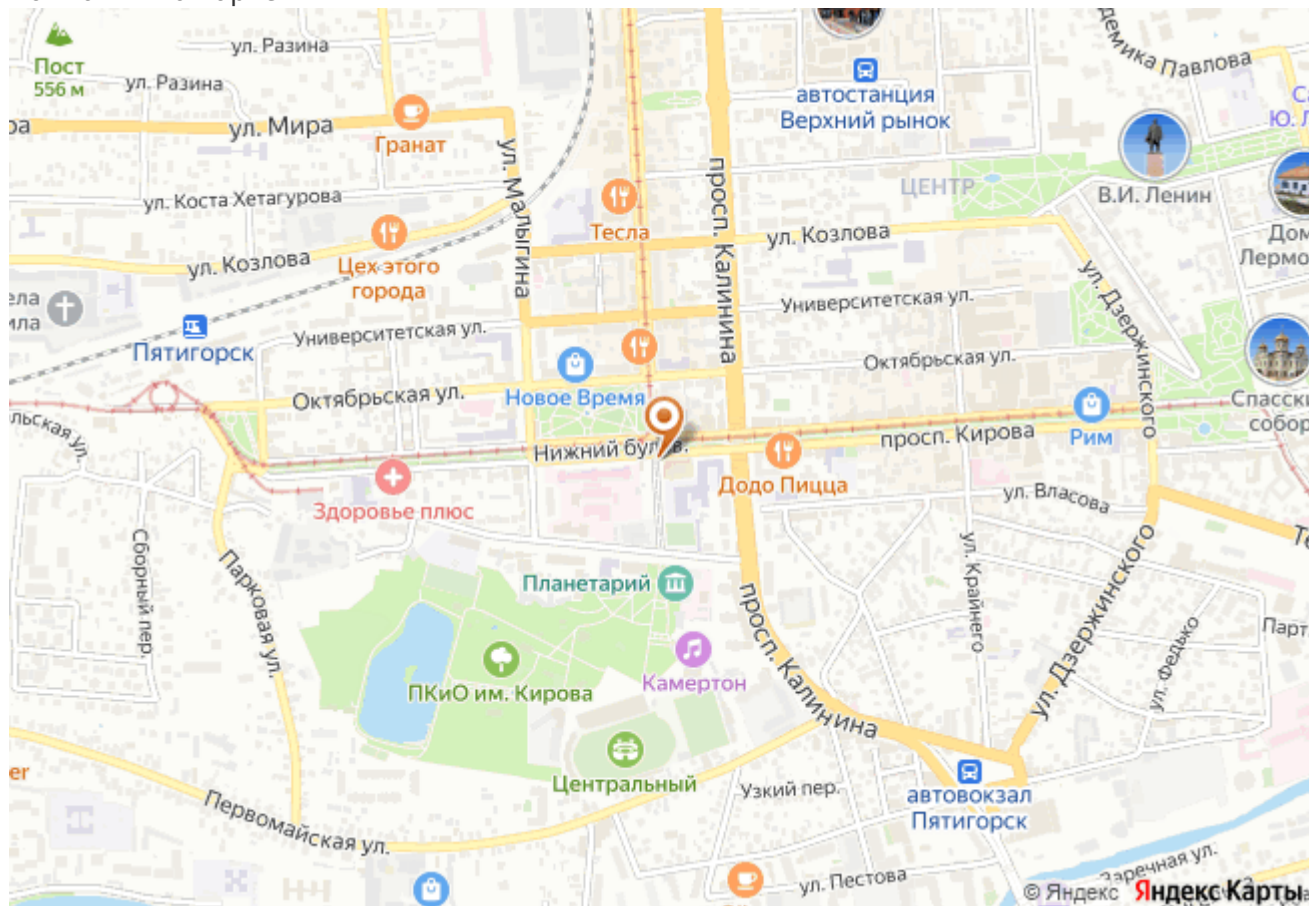 ул. Разина
Пост
556 м
ул. Разина
ул. Мира
Гранат
ул. Малыгина
ул. Коста Хетагурова
ул. Козлова
Цех этого
города
Тесла
просп. Калинина
автостанция
Верхний рынок
ЦЕНТР
В.И. Ленин
ул. Козлова
ул. Дзержинского
Университетская ул.
Октябрьская ул.
Пятигорск
Университетская ул.
Октябрьская ул.
Новое Время
Нижний бульв.
просп. Кирова
Рим
Додо Пицца
Здоровье плюс
ул. Власова
ул. Крайнего
ул. Дзержинского
ул. Федько
Сборный пер.
Парковая ул.
Планетарий
Камертон
ПКиО им. Кирова
просп. Калинина
Центральный
Узкий пер.
автовокзал
Пятигорск
Первомайская ул.
ул. Пестова
Заречная ул.
© Яндекс Яндекс Карты